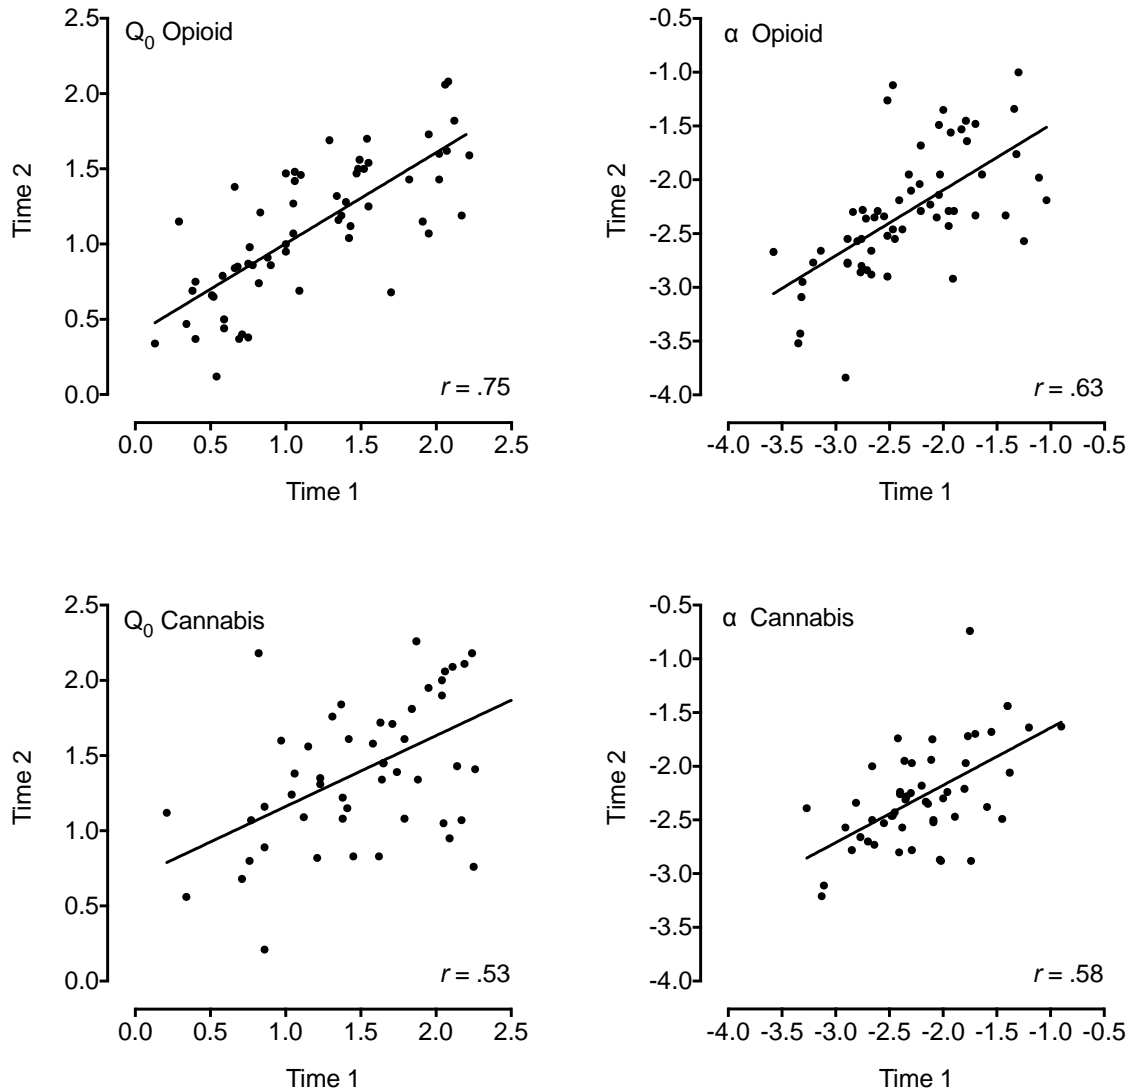 Q0 Opioid
2.5
2.0
1.5
1.0
0.5
0.0
Time 2
r = .75
0.0 0.5 1.0 1.5 2.0 2.5
Time 1
α Opioid
-0.5
-1.0
-1.5
-2.0
-2.5
-3.0
-3.5
-4.0
Time 2
r = .63
-4.0 -3.5 -3.0 -2.5 -2.0 -1.5 -1.0 -0.5
Time 1
Q0 Cannabis
2.5
2.0
1.5
1.0
0.5
0.0
Time 2
r = .53
0.0 0.5 1.0 1.5 2.0 2.5
Time 1
α Cannabis
-0.5
-1.0
-1.5
-2.0
-2.5
-3.0
-3.5
-4.0
Time 2
r = .58
-4.0 -3.5 -3.0 -2.5 -2.0 -1.5 -1.0 -0.5
Time 1